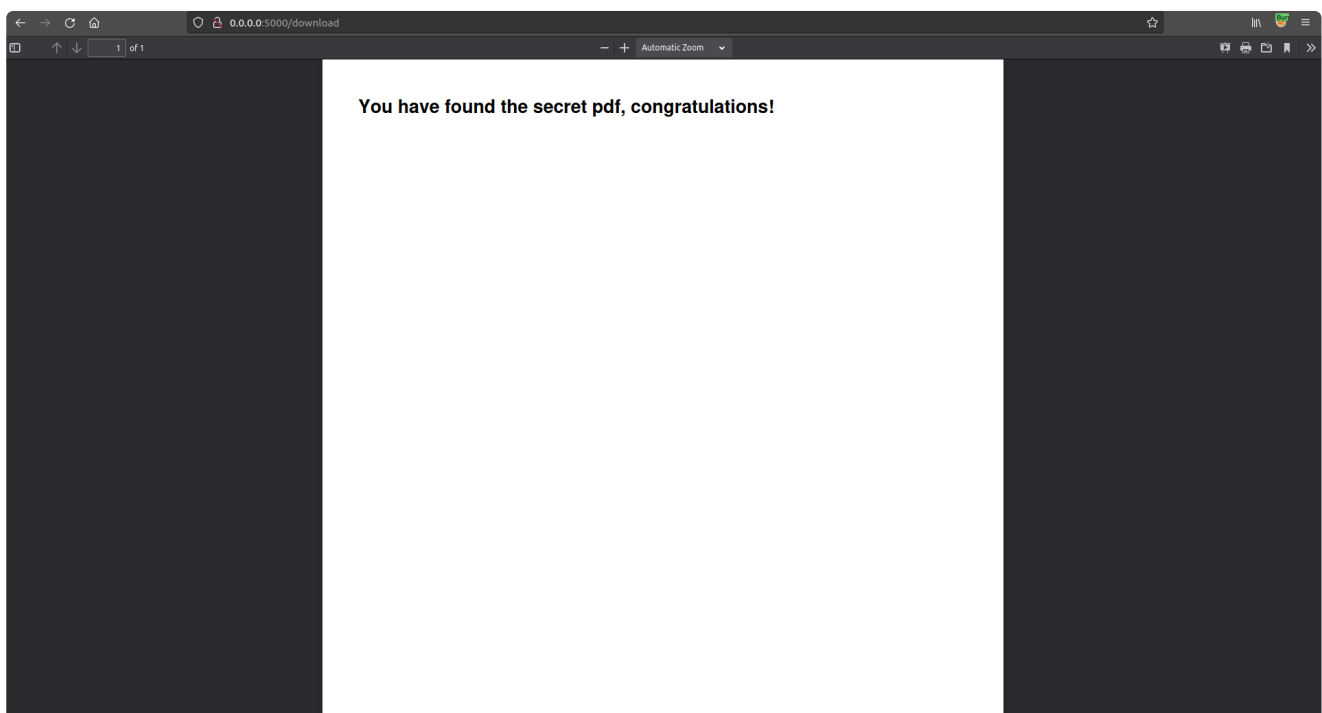 0.0.0.0:5000/download
1 of 1
Automatic Zoom
You have found the secret pdf, congratulations!